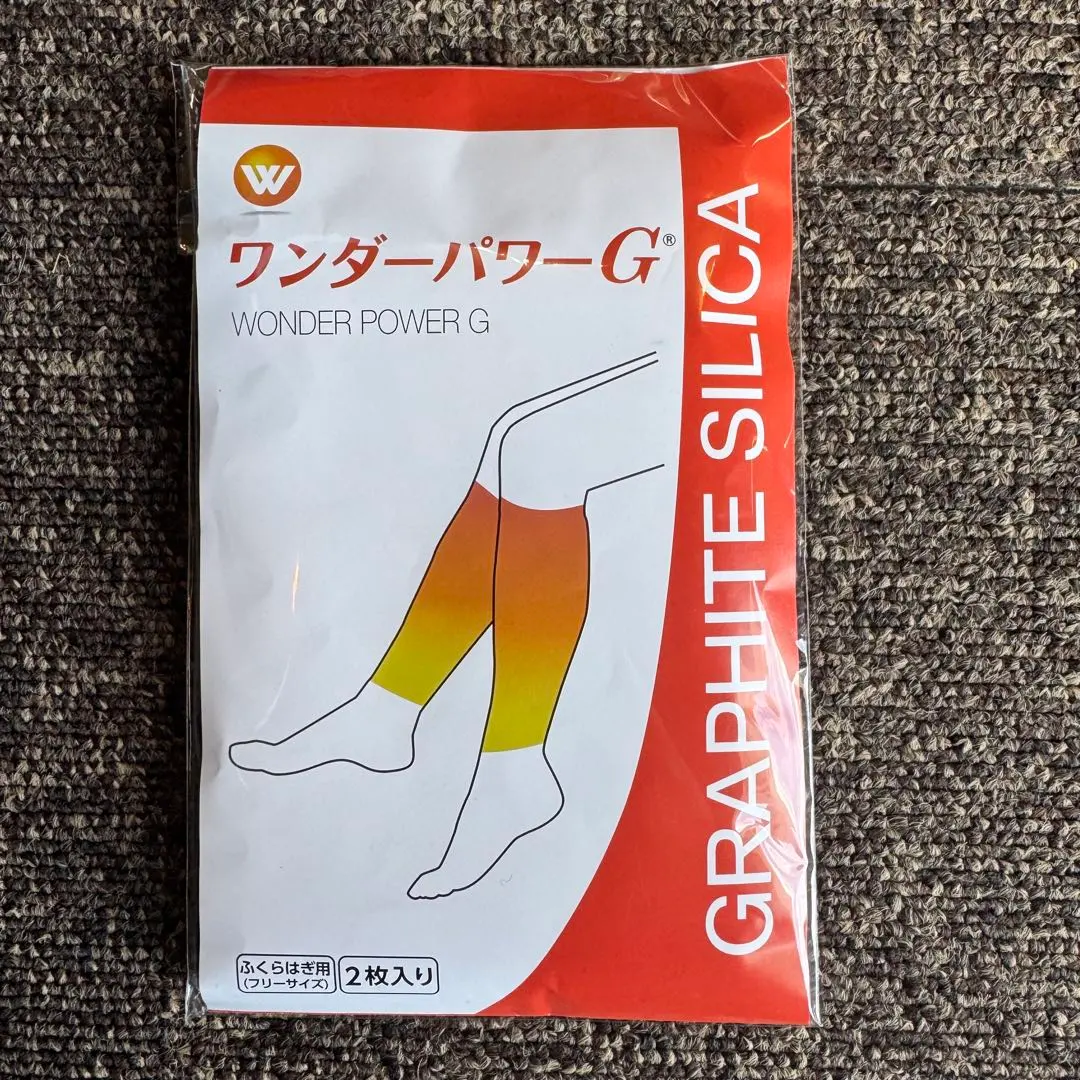 W
ワンダーパワーG®
WONDER POWER G
GRAPHITE SILICA
ふくらはぎ用
(フリーサイズ)
2枚入り